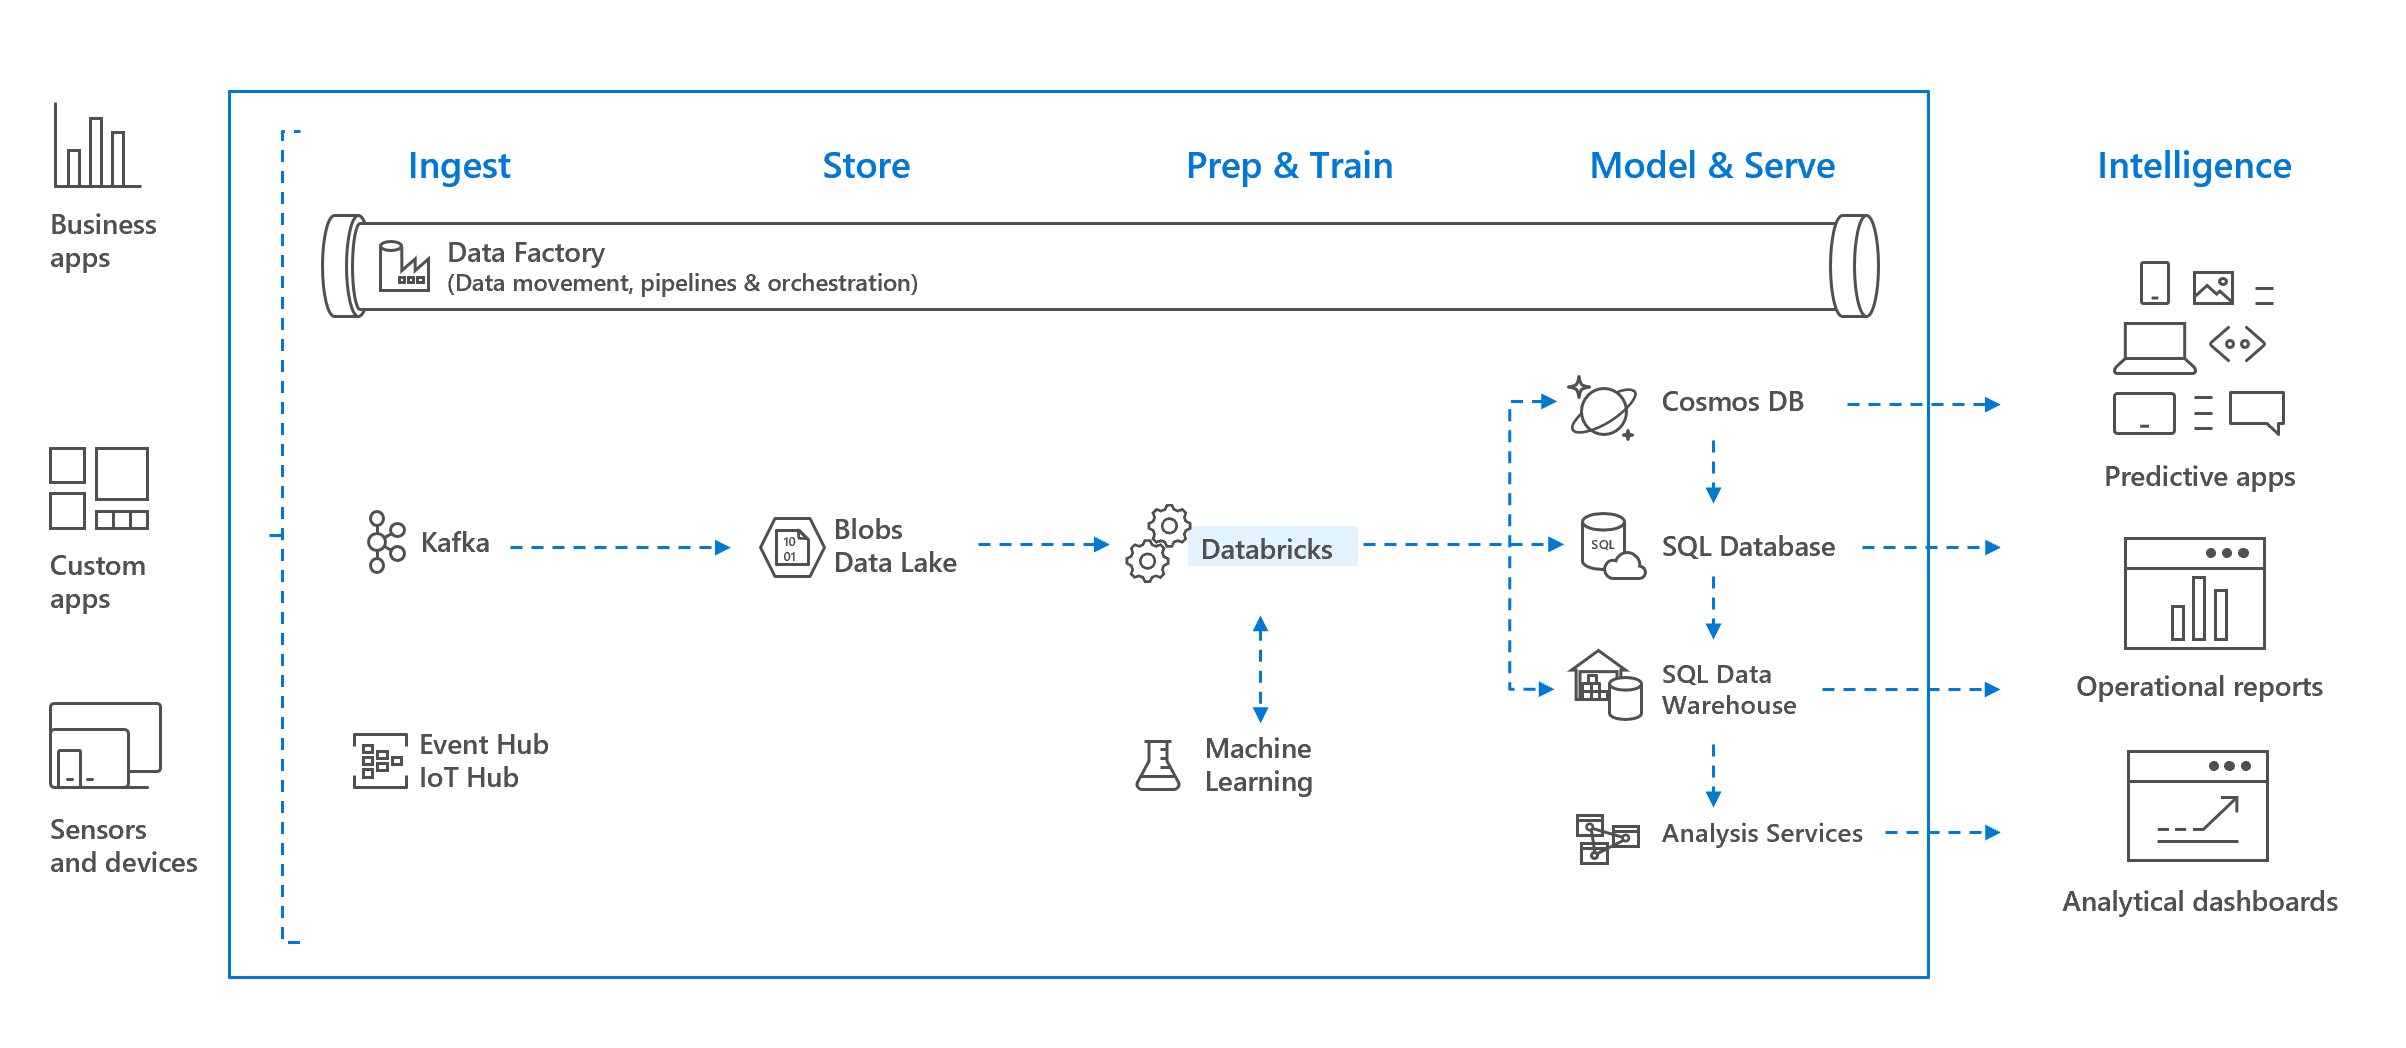 Ingest
Store
Prep & Train
Model & Serve
Intelligence
Business
apps
Custom
apps
Sensors
and devices
Data Factory
(Data movement, pipelines & orchestration)
Kafka
Event Hub
IoT Hub
10
01
Blobs
Data Lake
Databricks
Machine
Learning
Cosmos DB
SQL
SQL Database
SQL Data
Warehouse
Analysis Services
Predictive apps
Operational reports
Analytical dashboards